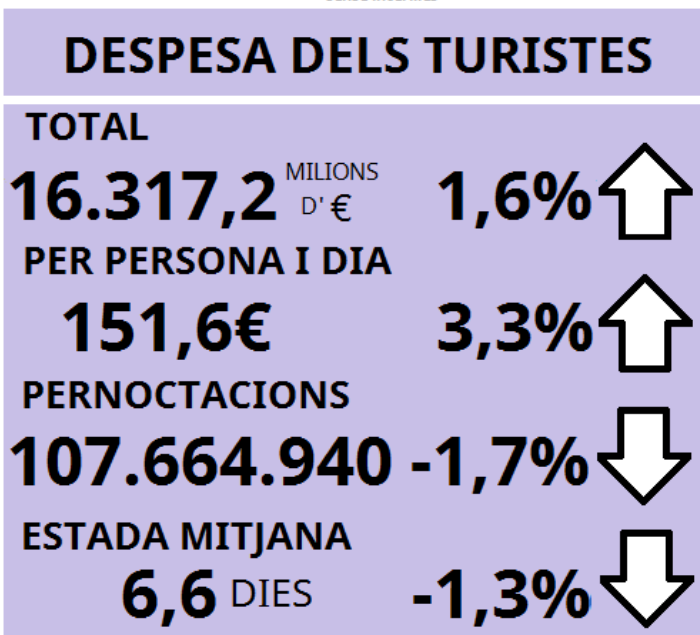 DESPESA DELS TURISTES
TOTAL
16.317,2 MILIONS D' € 1,6%
PER PERSONA I DIA
151,6€ 3,3%
PERNOCTACIONS
107.664.940 -1,7%
ESTADA MITJANA
6,6 DIES -1,3%